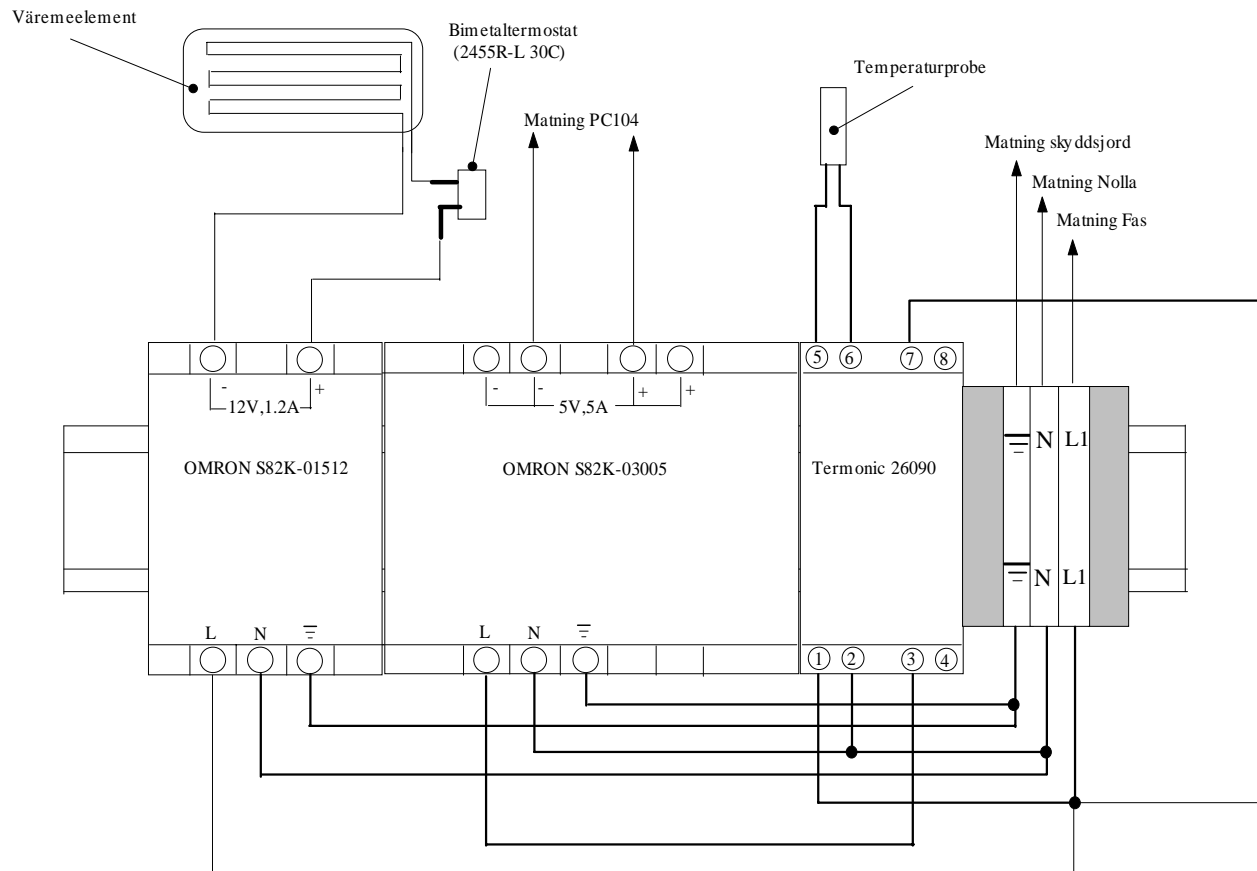 Väremeelement
Bimetaltermostat
(2455R-L 30C)
Temperaturprobe
Matning PC104
Matning skyddsjord
Matning Nolla
Matning Fas
5 6 7 8
- +
12V,1.2A
- - + +
5V,5A
OMRON S82K-01512
OMRON S82K-03005
Termonic 26090
N L1
N L1
L N
L N
1 2 3 4